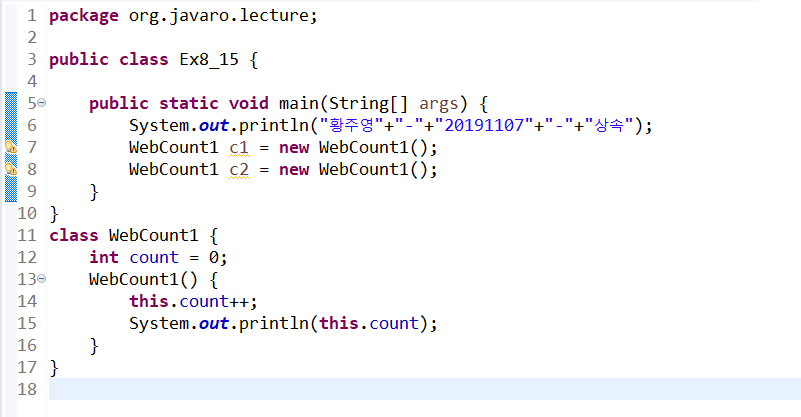 1 package org.javaro.lecture;
2
3 public class Ex8_15 {
4
5 public static void main(String[] args) {
6 System.out.println("황주영"+"-"+"20191107"+"-"+"상속");
7 WebCount1 c1 = new WebCount1();
8 WebCount1 c2 = new WebCount1();
9 }
10 }
11 class WebCount1 {
12 int count = 0;
13 WebCount1() {
14 this.count++;
15 System.out.println(this.count);
16 }
17 }
18